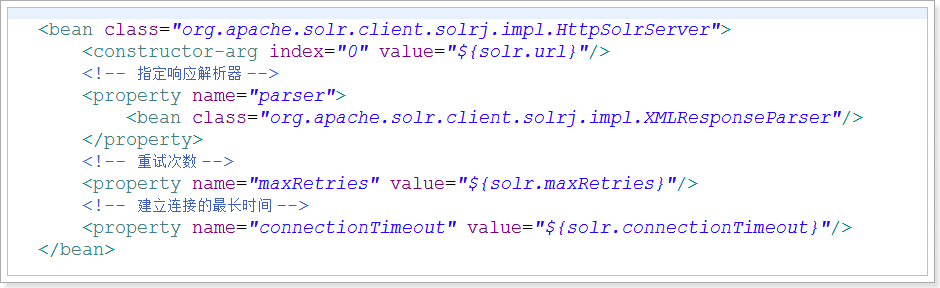 <bean class="org.apache.solr.client.solrj.impl.HttpSolrServer">
    <constructor-arg index="0" value="${solr.url}"/>
    <!-- 指定响应解析器 -->
    <property name="parser">
        <bean class="org.apache.solr.client.solrj.impl.XMLResponseParser"/>
    </property>
    <!-- 重试次数 -->
    <property name="maxRetries" value="${solr.maxRetries}"/>
    <!-- 建立连接的最长时间 -->
    <property name="connectionTimeout" value="${solr.connectionTimeout}"/>
</bean>